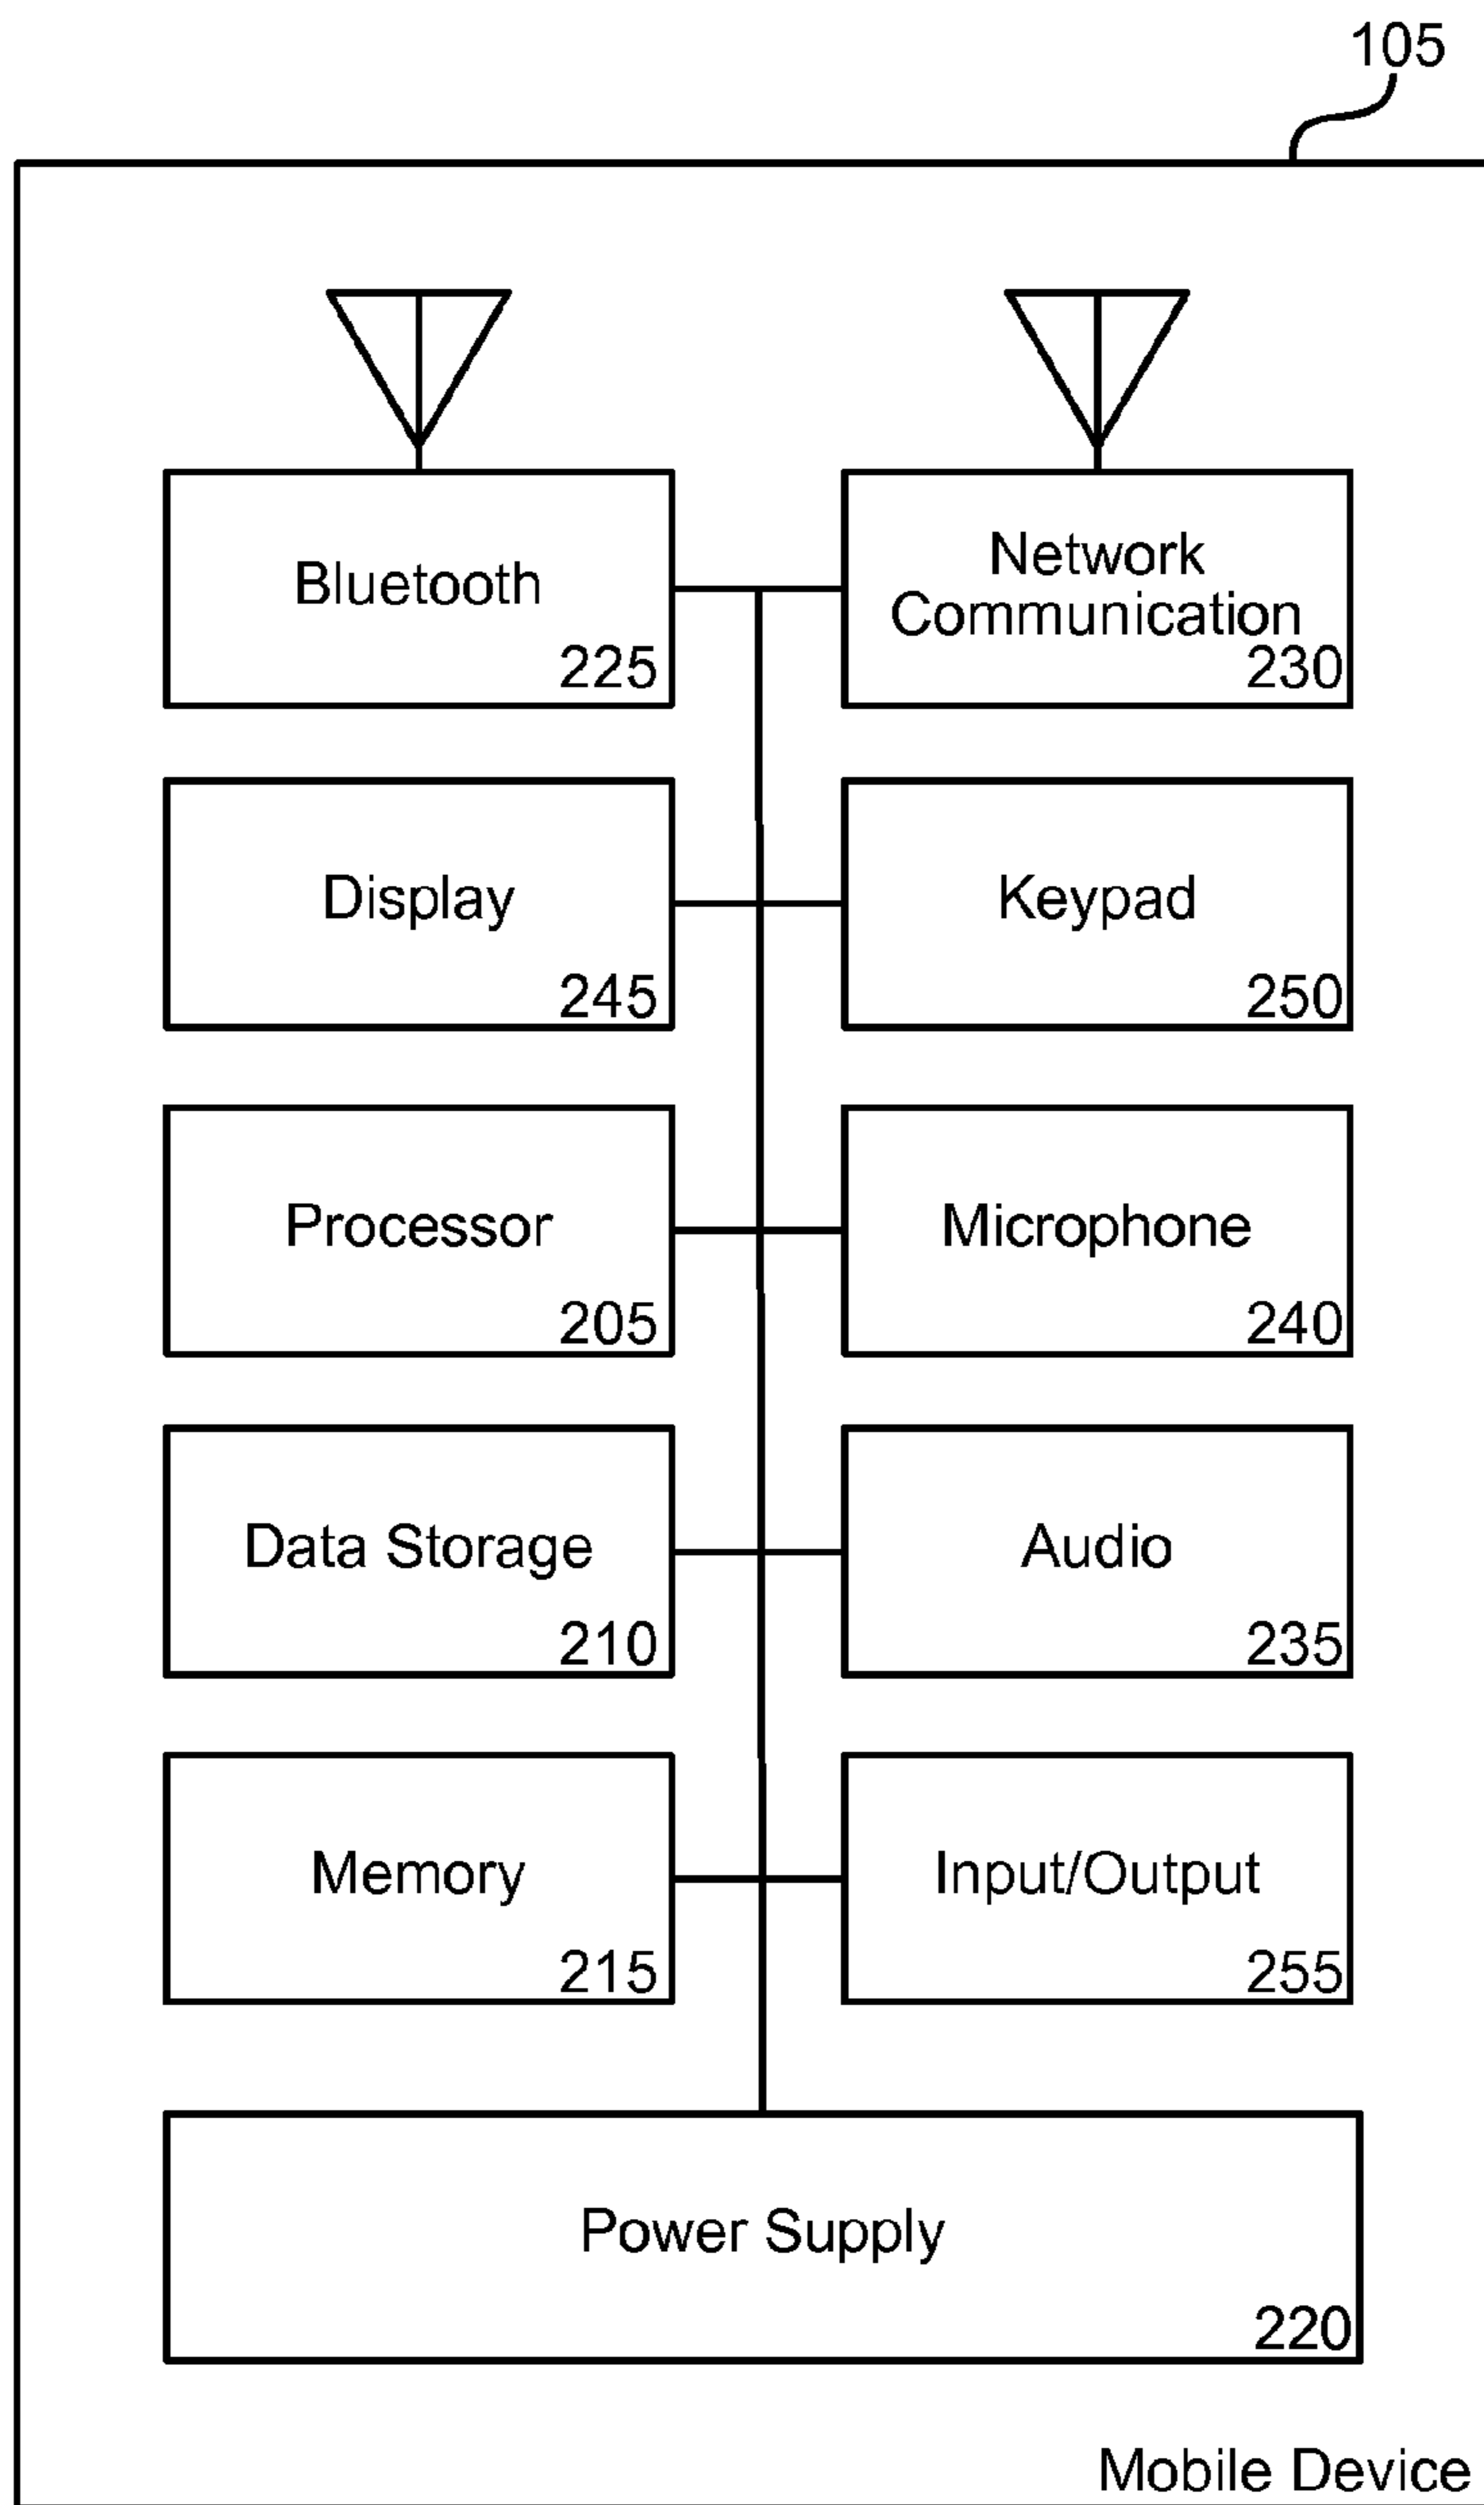 105
Bluetooth
225
Network
Communication
230
Display
245
Keypad
250
Processor
205
Microphone
240
Data Storage
210
Audio
235
Memory
215
Input/Output
255
Power Supply
220
Mobile Device